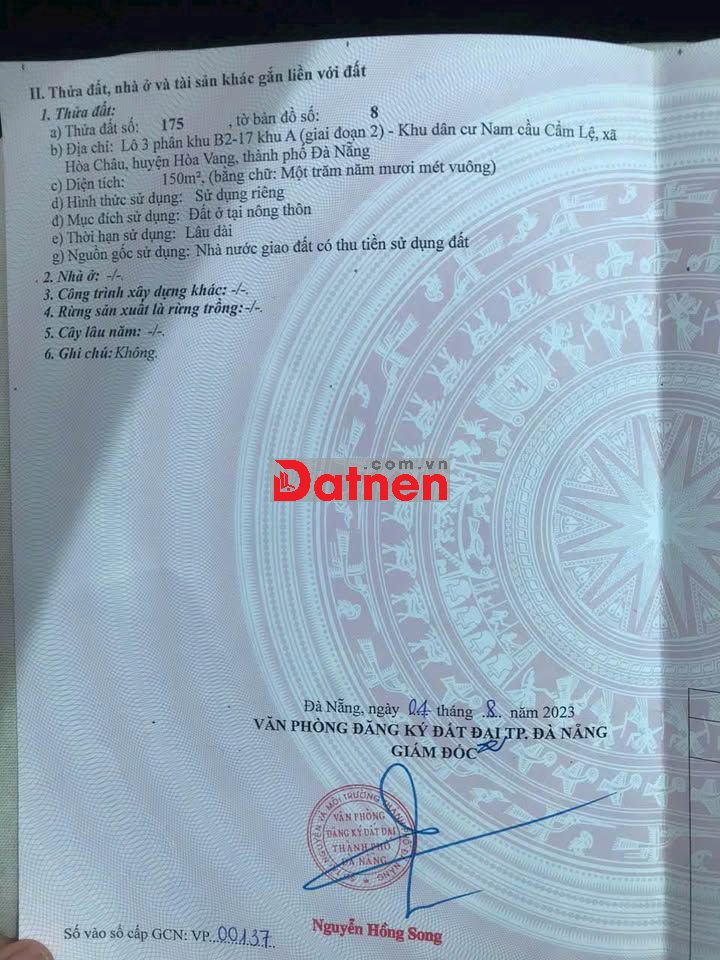 II. Thửa đất, nhà ở và tài sản khác gắn liền với đất
1. Thửa đất:
a) Thửa đất số: 175 , tờ bản đồ số: 8
b) Địa chỉ: Lô 3 phân khu B2-17 khu A (giai đoạn 2) - Khu dân cư Nam cầu Cẩm Lệ, xã
Hòa Châu, huyện Hòa Vang, thành phố Đà Nẵng
c) Diện tích: 150m², (bằng chữ: Một trăm năm mươi mét vuông)
d) Hình thức sử dụng: Sử dụng riêng
đ) Mục đích sử dụng: Đất ở tại nông thôn
e) Thời hạn sử dụng: Lâu dài
g) Nguồn gốc sử dụng: Nhà nước giao đất có thu tiền sử dụng đất
2. Nhà ở: -/-.
3. Công trình xây dựng khác: -/-.
4. Rừng sản xuất là rừng trồng:-/-.
5. Cây lâu năm: -/-.
6. Ghi chú: Không.
.com.vn
Datnen
Đà Nẵng, ngày 04 tháng 8 năm 2023
VĂN PHÒNG ĐĂNG KÝ ĐẤT ĐAI TP. ĐÀ NẴNG
GIÁM ĐỐC
VĂN PHÒNG
ĐĂNG KÝ ĐẤT ĐAI
THÀNH PHỐ
ĐÀ NẴNG
Nguyễn Hồng Song
Số vào sổ cấp GCN: VP 00137